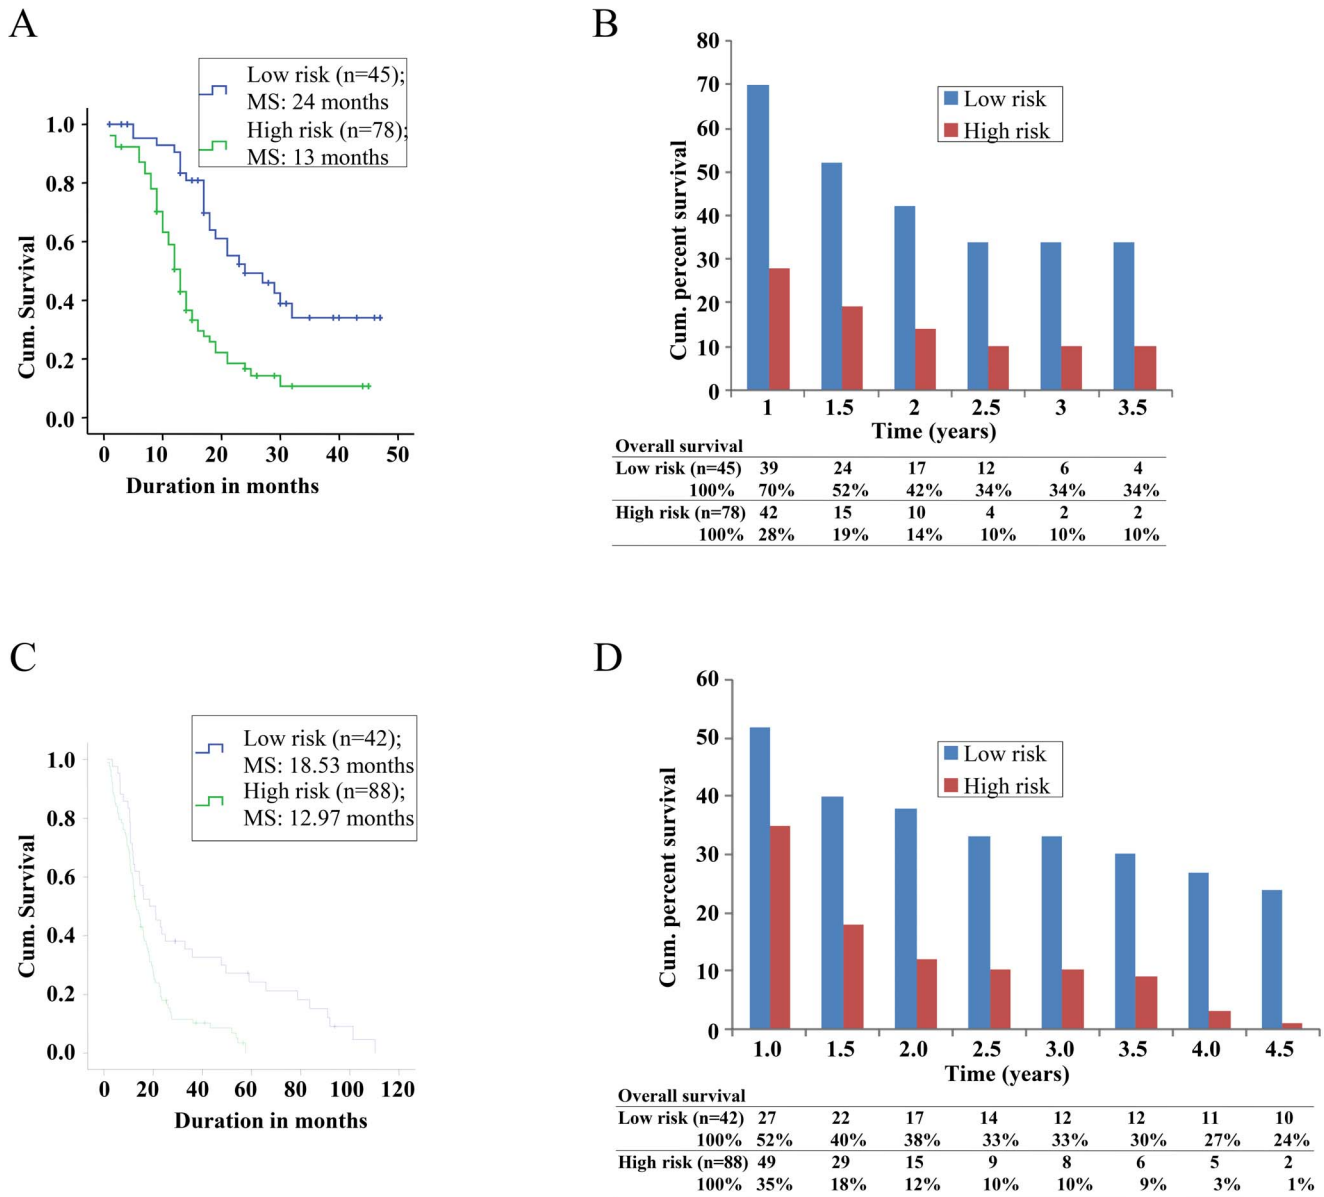 A
Low risk (n=45);
MS: 24 months
High risk (n=78);
MS: 13 months
1.0
0.8
0.6
0.4
0.2
0.0
Cum. Survival
0 10 20 30 40 50
Duration in months
B
80
70
60
50
40
30
20
10
0
Cum. percent survival
Low risk
High risk
1 1.5 2 2.5 3 3.5
Time (years)
Overall survival
Low risk (n=45) 39 24 17 12 6 4
100% 70% 52% 42% 34% 34% 34%
High risk (n=78) 42 15 10 4 2 2
100% 28% 19% 14% 10% 10% 10%
C
Low risk (n=42);
MS: 18.53 months
High risk (n=88);
MS: 12.97 months
1.0
0.8
0.6
0.4
0.2
0.0
Cum. Survival
0 20 40 60 80 100 120
Duration in months
D
60
50
40
30
20
10
0
Cum. percent survival
Low risk
High risk
1.0 1.5 2.0 2.5 3.0 3.5 4.0 4.5
Time (years)
Overall survival
Low risk (n=42) 27 22 17 14 12 12 11 10
100% 52% 40% 38% 33% 33% 30% 27% 24%
High risk (n=88) 49 29 15 9 8 6 5 2
100% 35% 18% 12% 10% 10% 9% 3% 1%